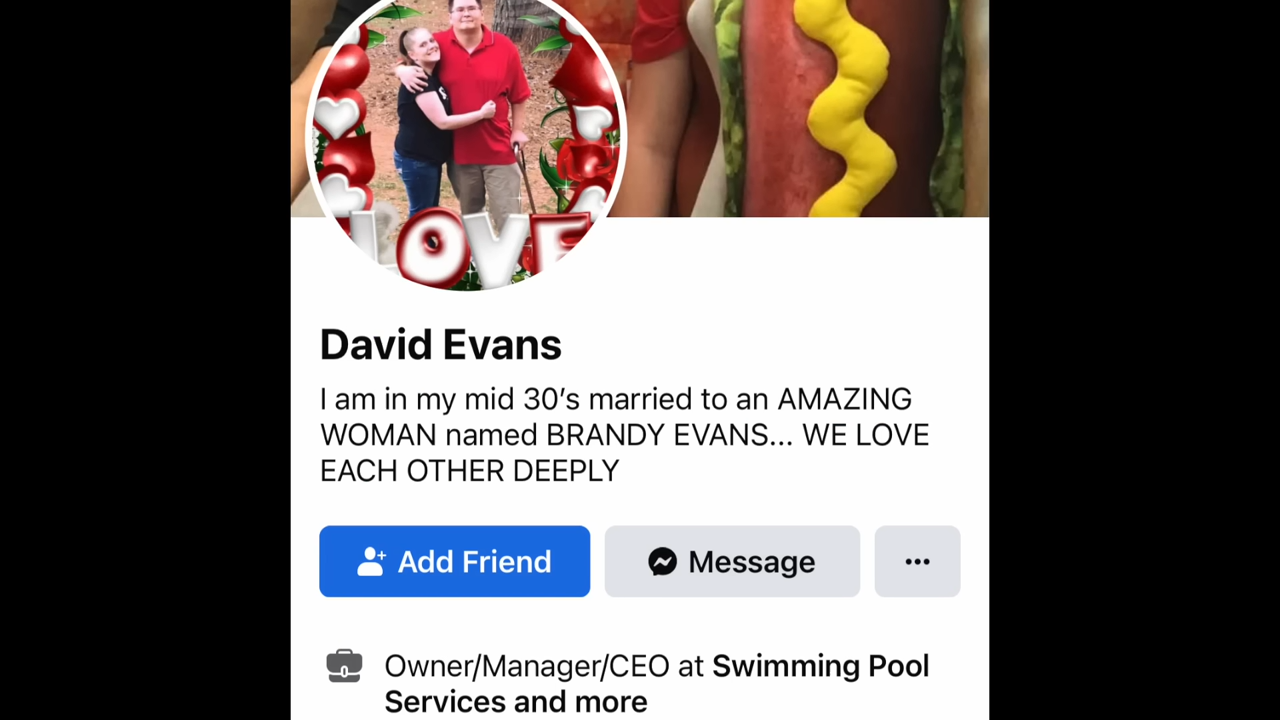 LOVE
David Evans
I am in my mid 30’s married to an AMAZING
WOMAN named BRANDY EVANS... WE LOVE
EACH OTHER DEEPLY
Add Friend
Message
Owner/Manager/CEO at Swimming Pool
Services and more